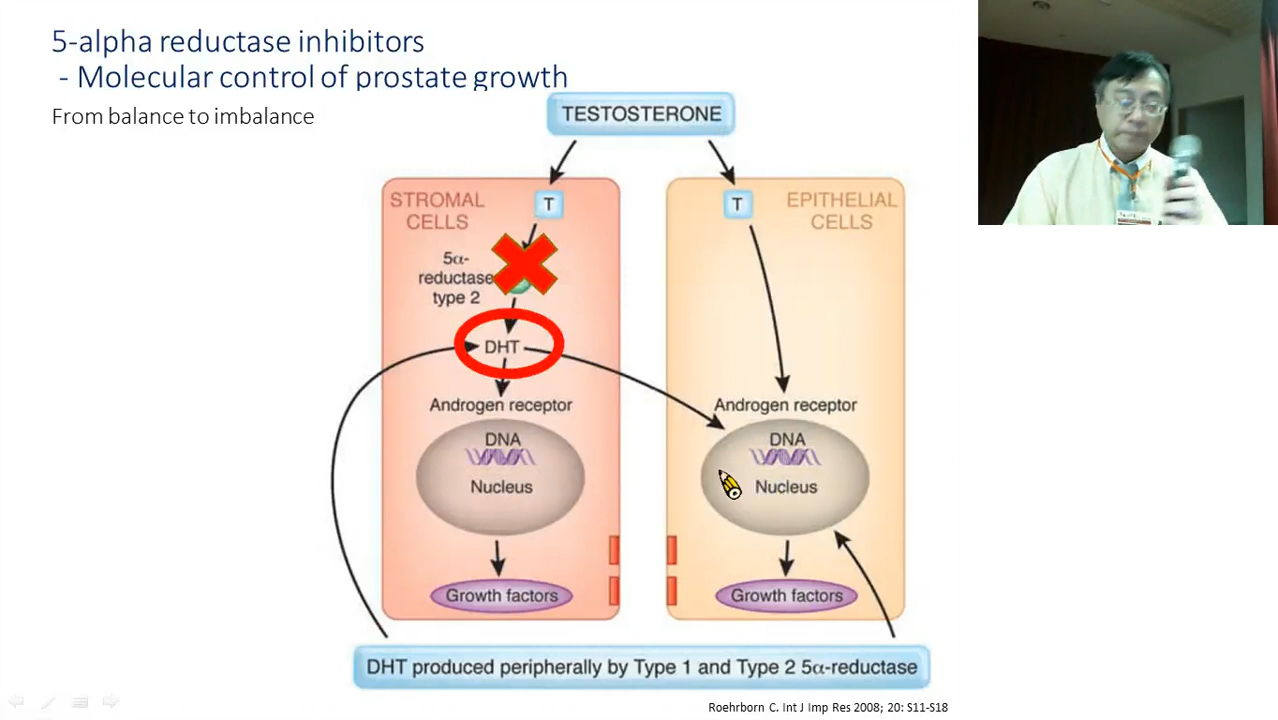 5-alpha reductase inhibitors
- Molecular control of prostate growth
From balance to imbalance
TESTOSTERONE
STROMAL
CELLS
T
T
EPITHELIAL
CELLS
5α-
reductase
type 2
DHT
Androgen receptor
DNA
Nucleus
Growth factors
Androgen receptor
DNA
Nucleus
Growth factors
DHT produced peripherally by Type 1 and Type 2 5α-reductase
Roehrborn C. Int J Imp Res 2008; 20: S11-S18